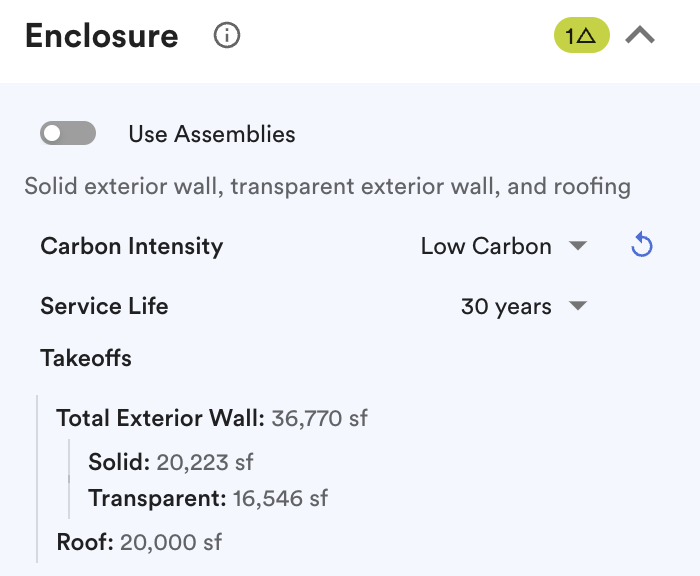 Enclosure
1△
Use Assemblies
Solid exterior wall, transparent exterior wall, and roofing
Carbon Intensity Low Carbon
Service Life 30 years
Takeoffs
Total Exterior Wall: 36,770 sf
Solid: 20,223 sf
Transparent: 16,546 sf
Roof: 20,000 sf